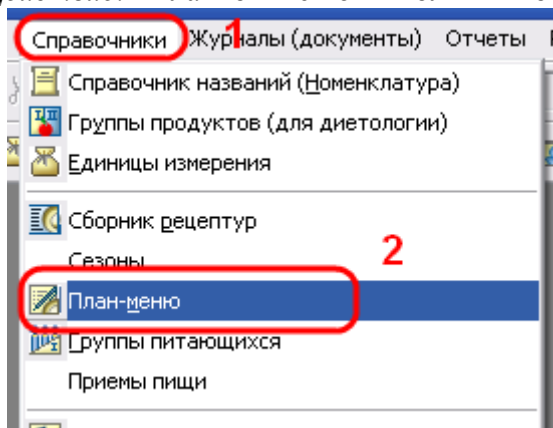 Справочники Журналы (документы) Отчеты
1
Справочник названий (Номенклатура)
Группы продуктов (для диетологии)
Единицы измерения
Сборник рецептур
2
Сезоны
План-меню
Группы питающихся
Приемы пищи